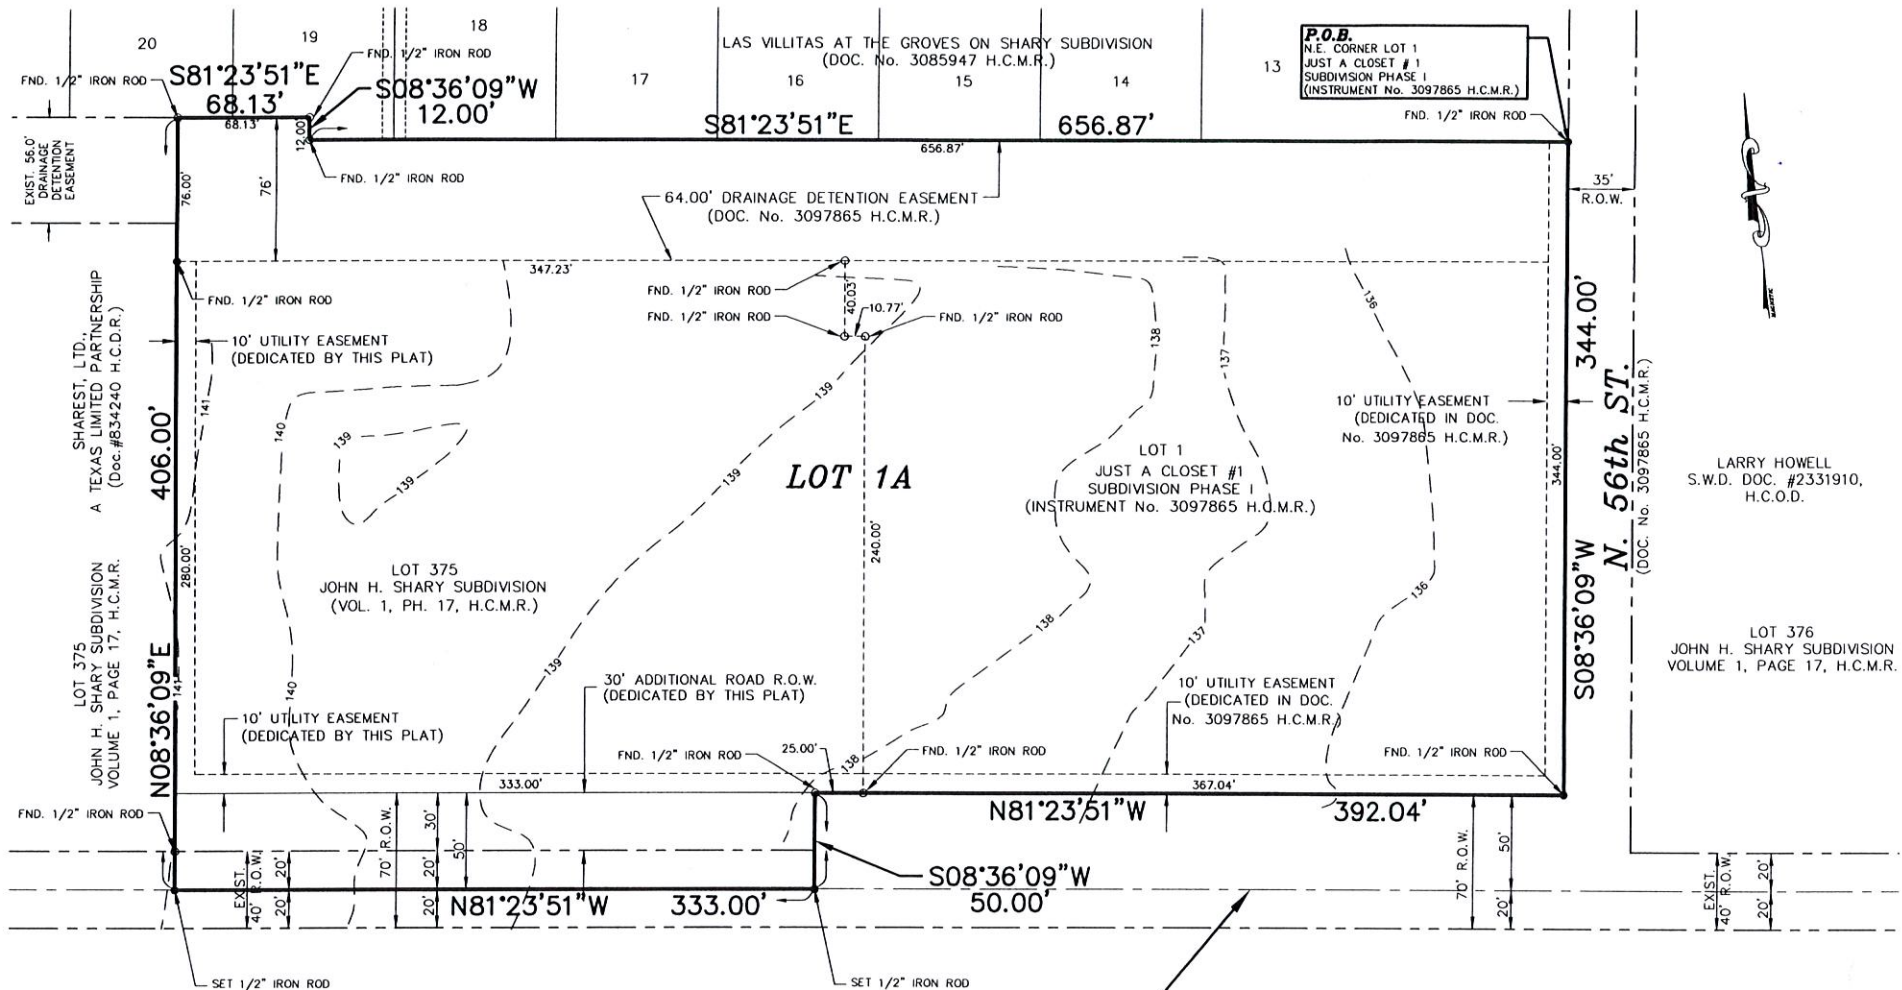 20
19
18
17
16
15
14
13
LAS VILLITAS AT THE GROVES ON SHARY SUBDIVISION
(DOC. No. 3085947 H.C.M.R.)
P.O.B.
N.E. CORNER LOT 1
JUST A CLOSET # 1
SUBDIVISION PHASE I
(INSTRUMENT No. 3097865 H.C.M.R.)
FND. 1/2" IRON ROD
FND. 1/2" IRON ROD
FND. 1/2" IRON ROD
S81°23'51"E
68.13'
68.13'
S08°36'09"W
12.00'
12.00'
FND. 1/2" IRON ROD
S81°23'51"E 656.87'
656.87'
EXIST. 56.0'
DRAINAGE
DETENTION
EASEMENT
76.00'
76'
64.00' DRAINAGE DETENTION EASEMENT
(DOC. No. 3097865 H.C.M.R.)
35'
R.O.W.
347.23'
FND. 1/2" IRON ROD
FND. 1/2" IRON ROD
40.03'
FND. 1/2" IRON ROD
10.77'
FND. 1/2" IRON ROD
136
138
137
139
SHAREST, LTD.,
A TEXAS LIMITED PARTNERSHIP
(Doc.#834240 H.C.D.R.)
10' UTILITY EASEMENT
(DEDICATED BY THIS PLAT)
141
406.00'
140
139
139
139
LOT 1A
LOT 1
JUST A CLOSET #1
SUBDIVISION PHASE I
(INSTRUMENT No. 3097865 H.C.M.R.)
10' UTILITY EASEMENT
(DEDICATED IN DOC.
No. 3097865 H.C.M.R.)
344.00'
344.00'
S08°36'09"W
N. 56th ST.
(DOC. No. 3097865 H.C.M.R.)
LARRY HOWELL
S.W.D. DOC. #2331910,
H.C.O.D.
LOT 376
JOHN H. SHARY SUBDIVISION
VOLUME 1, PAGE 17, H.C.M.R.
280.00'
240.00'
LOT 375
JOHN H. SHARY SUBDIVISION
(VOL. 1, PH. 17, H.C.M.R.)
LOT 375
JOHN H. SHARY SUBDIVISION
VOLUME 1, PAGE 17, H.C.M.R.
N08°36'09"E
141
140
139
138
137
136
30' ADDITIONAL ROAD R.O.W.
(DEDICATED BY THIS PLAT)
10' UTILITY EASEMENT
(DEDICATED BY THIS PLAT)
10' UTILITY EASEMENT
(DEDICATED IN DOC.
No. 3097865 H.C.M.R.)
FND. 1/2" IRON ROD
25.00'
138
FND. 1/2" IRON ROD
FND. 1/2" IRON ROD
333.00'
367.04'
N81°23'51"W 392.04'
FND. 1/2" IRON ROD
EXIST.
40' R.O.W.
20'
20'
70' R.O.W.
30'
20'
20'
50'
N81°23'51"W 333.00'
S08°36'09"W
50.00'
70' R.O.W.
50'
20'
EXIST.
40' R.O.W.
20'
20'
SET 1/2" IRON ROD
SET 1/2" IRON ROD